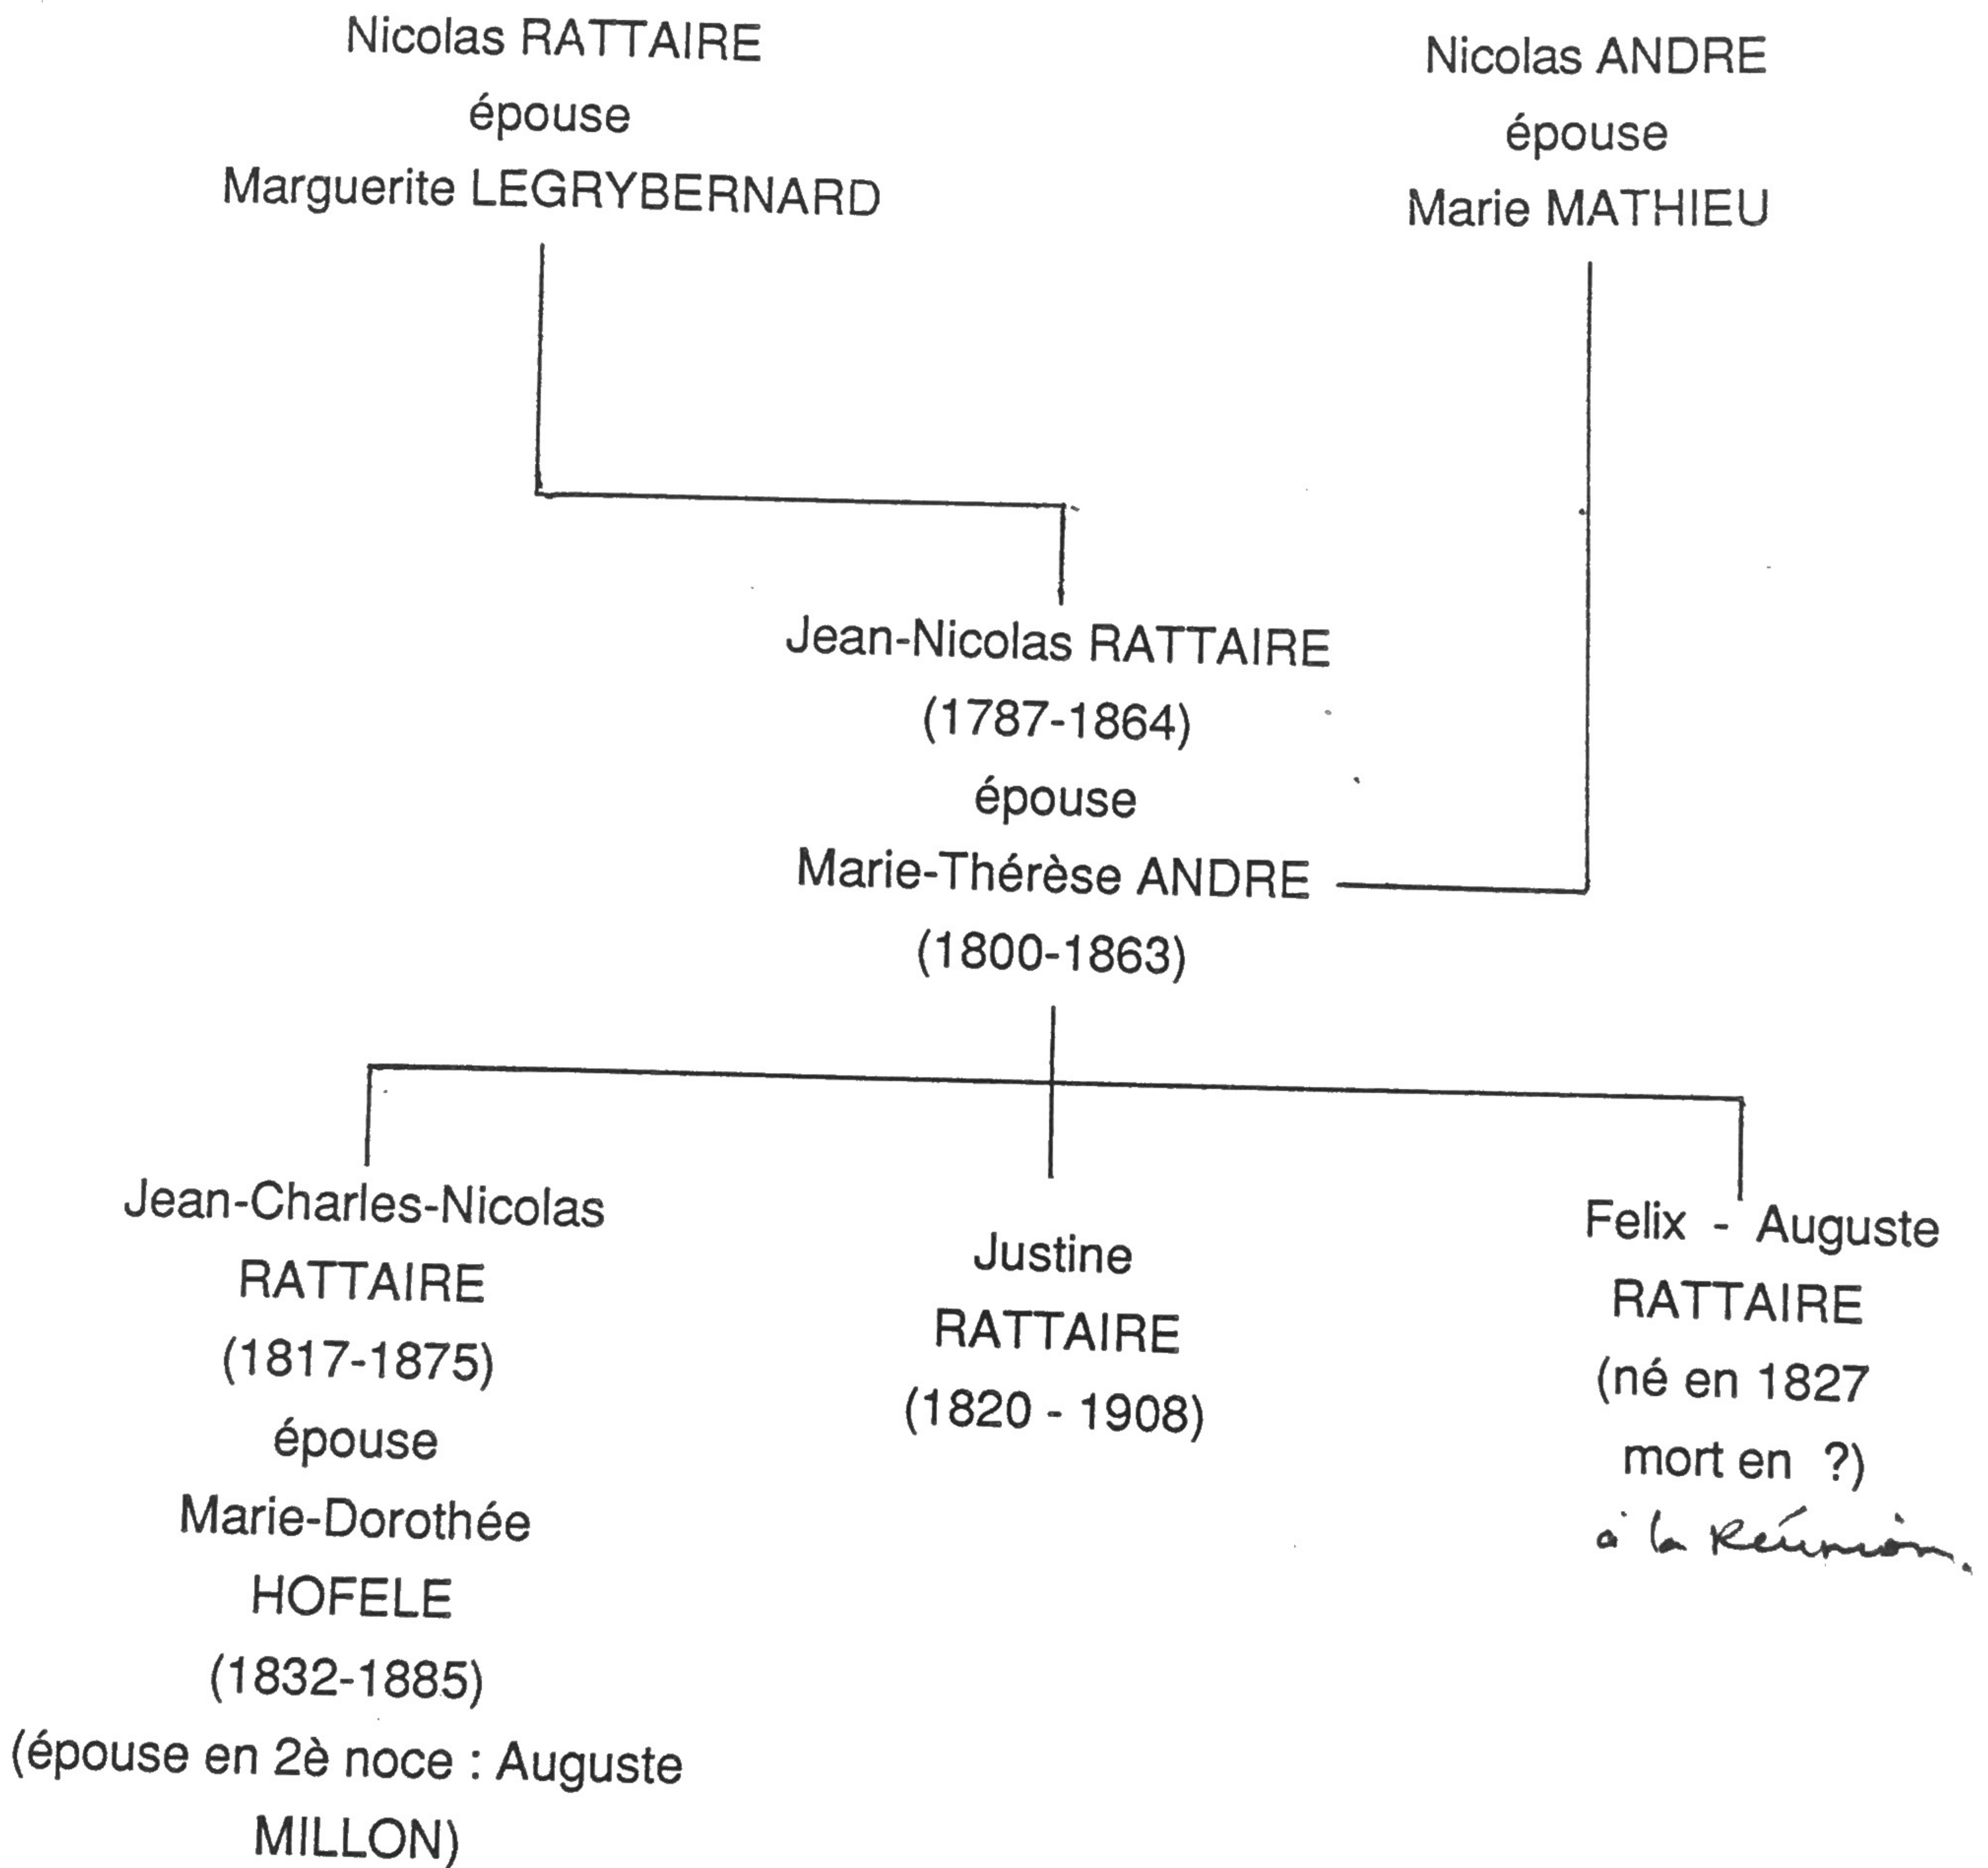 Nicolas RATTAIRE
épouse
Marguerite LEGRYBERNARD
Nicolas ANDRE
épouse
Marie MATHIEU
Jean-Nicolas RATTAIRE
(1787-1864)
épouse
Marie-Thérèse ANDRE
(1800-1863)
Jean-Charles-Nicolas
RATTAIRE
(1817-1875)
épouse
Marie-Dorothée
HOFELE
(1832-1885)
(épouse en 2è noce : Auguste
MILLON)
Justine
RATTAIRE
(1820 - 1908)
Felix - Auguste
RATTAIRE
(né en 1827
mort en ?)
à la Réunion.